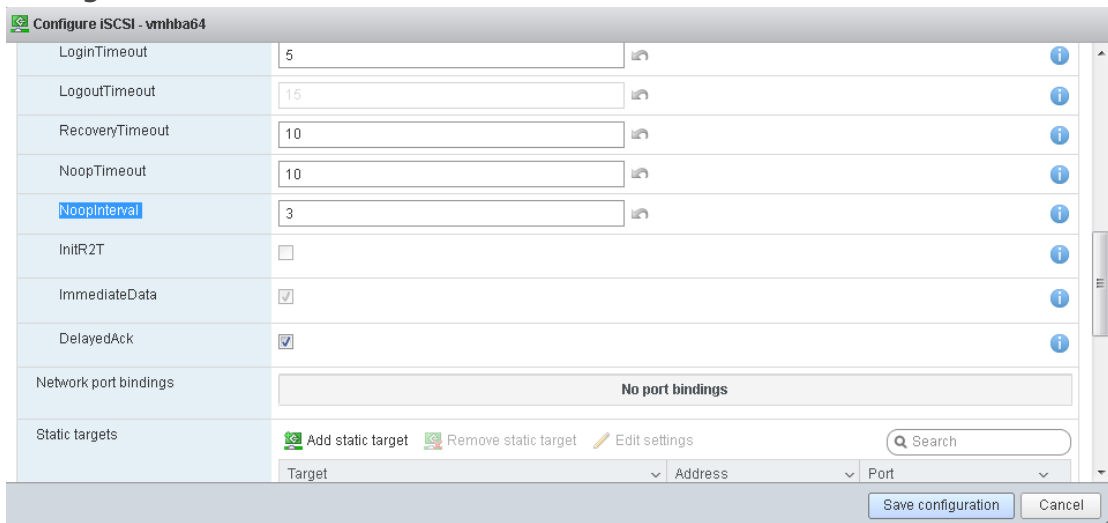 Configure iSCSI - vmhba64
LoginTimeout 5
LogoutTimeout 15
RecoveryTimeout 10
NoopTimeout 10
NoopInterval 3
InitR2T
ImmediateData
DelayedAck
Network port bindings No port bindings
Static targets Add static target Remove static target Edit settings Search
Target Address Port
Save configuration Cancel